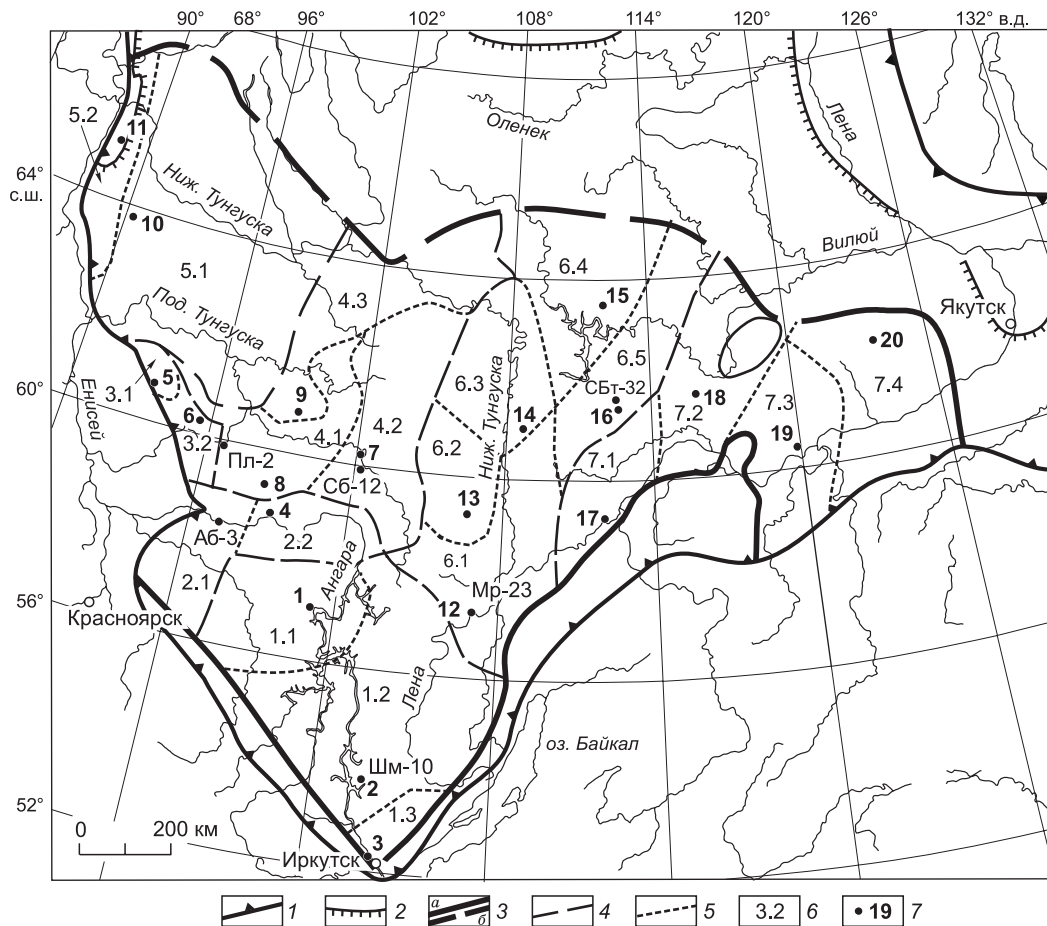 90° 68° 96° 102° 108° 114° 120° 126° 132° в.д.
5.2
11
Лена
Оленек
64°
с.ш.
Ниж. Тунгуска
10
Вилюй
5.1
6.4
4.3
15
Якутск
Под. Тунгуска
20
6.5
60°
Енисей
3.1
5
9
6.3
СБт-32
16
18
7.4
6
4.1
4.2
Ниж. Тунгуска
14
7.2
7.3
3.2
Пл-2
7
6.2
7.1
19
8
Сб-12
13
4
17
Аб-3
2.2
6.1
2.1
Ангара
Мр-23
56°
Красноярск
1
12
1.1
1.2
Лена
оз. Байкал
Шм-10
2
52°
0 200 км
1.3
3
Иркутск
1 2 а б 3 4 5 3.2 6 19 7